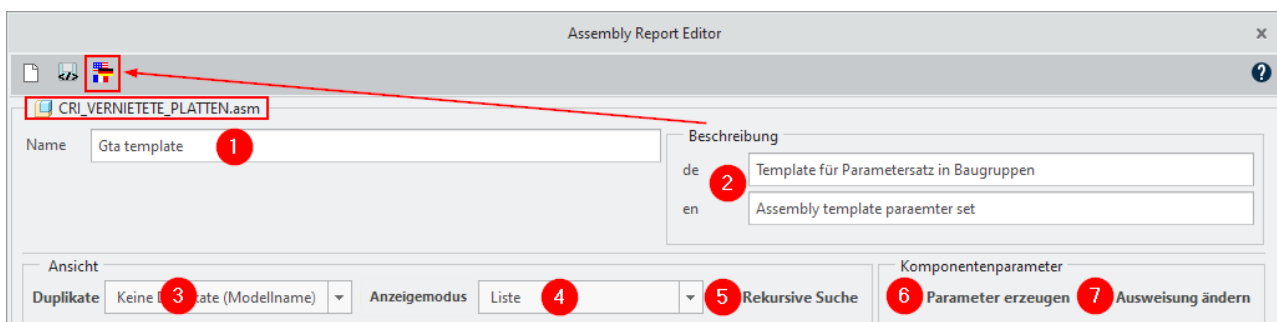 Assembly Report Editor x
</> ?
CRI_VERNIETETE_PLATTEN.asm
Name Gta template 1
Beschreibung
de Template für Parametersatz in Baugruppen
2
en Assembly template paraemter set
Ansicht Komponentenparameter
Duplikate Keine 3 (Modellname) Anzeigemodus Liste 4 5 Rekursive Suche 6 Parameter erzeugen 7 Ausweisung ändern